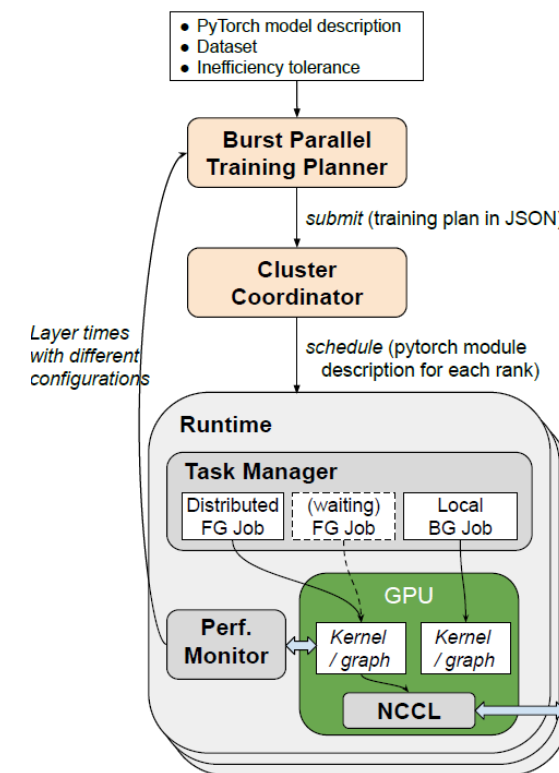 ● PyTorch model description
● Dataset
● Inefficiency tolerance
Burst Parallel
Training Planner
submit (training plan in JSON)
Cluster
Coordinator
Layer times
with different
configurations
schedule (pytorch module
description for each rank)
Runtime
Task Manager
Distributed
FG Job
(waiting)
FG Job
Local
BG Job
GPU
Perf.
Monitor
Kernel
/ graph
Kernel
/ graph
NCCL